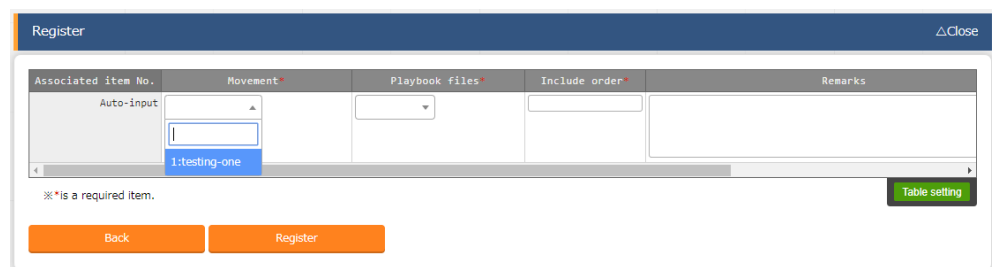 Register △Close
Associated item No. Movement* Playbook files* Include order* Remarks
Auto-input
1:testing-one
※*is a required item.
Table setting
Back Register